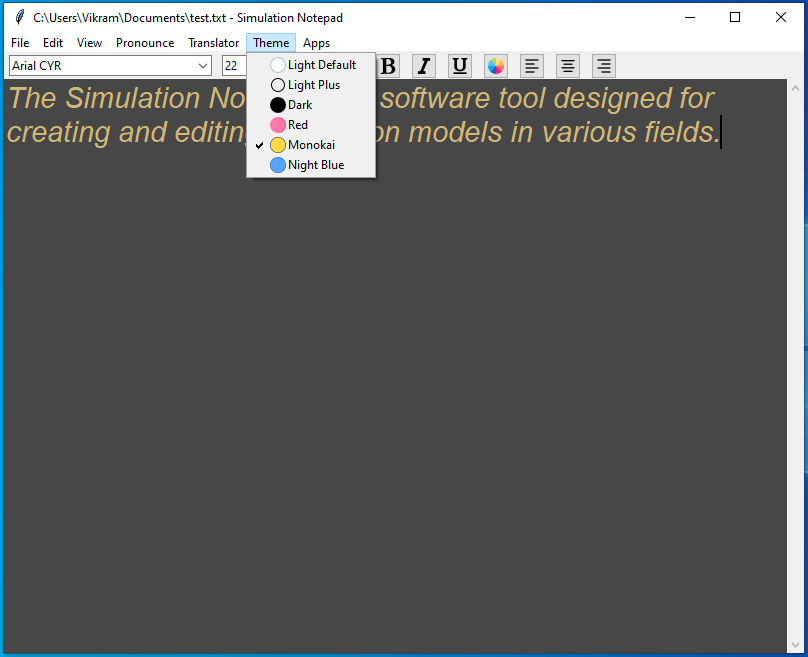 C:\Users\Vikram\Documents\test.txt - Simulation Notepad
File Edit View Pronounce Translator Theme Apps
Arial CYR 22 B I U
Light Default
Light Plus
Dark
Red
Monokai
Night Blue
The Simulation No software tool designed for
creating and editing on models in various fields.